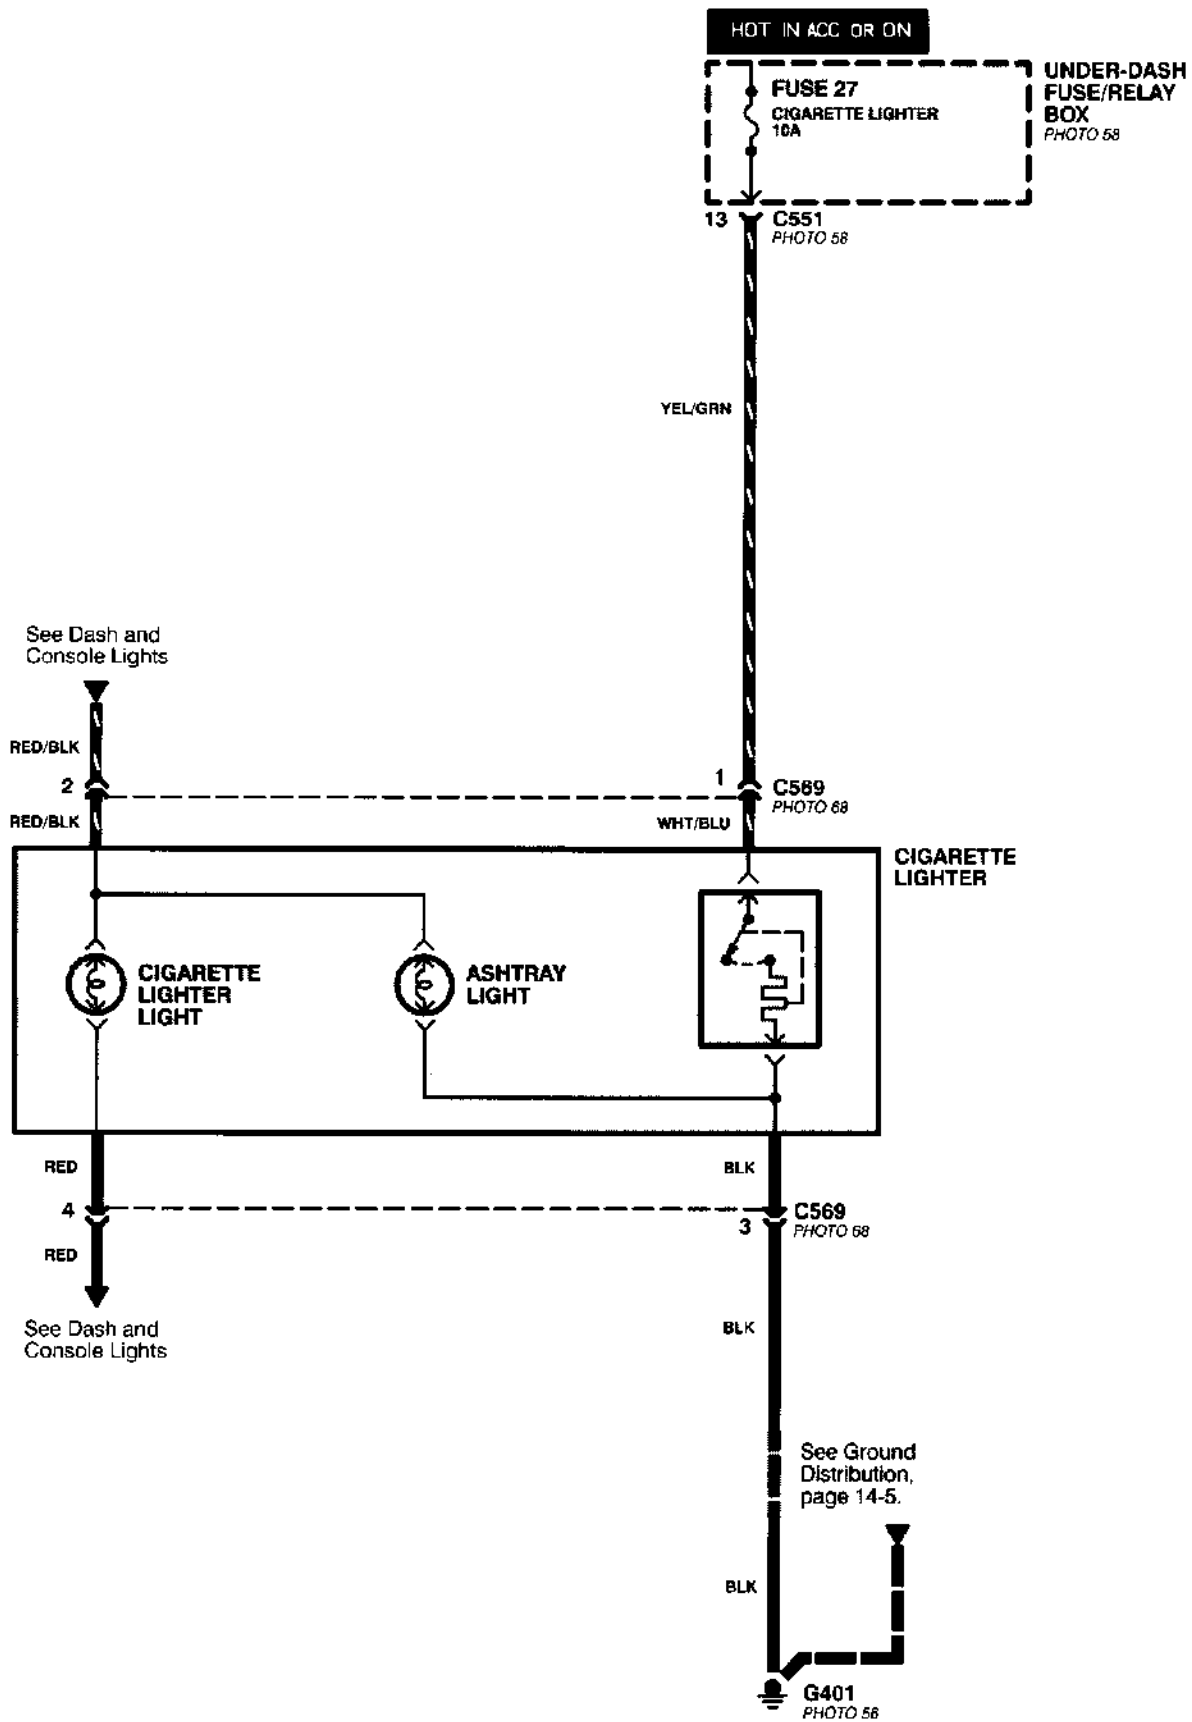 HOT IN ACC OR ON
UNDER-DASH
FUSE/RELAY
BOX
PHOTO 58
FUSE 27
CIGARETTE LIGHTER
10A
13
C551
PHOTO 58
YEL/GRN
See Dash and
Console Lights
RED/BLK
2
1
C569
PHOTO 68
RED/BLK
WHT/BLU
CIGARETTE
LIGHTER
CIGARETTE
LIGHTER
LIGHT
ASHTRAY
LIGHT
RED
BLK
4
3
C569
PHOTO 68
RED
See Dash and
Console Lights
BLK
See Ground
Distribution,
page 14-5.
BLK
G401
PHOTO 56